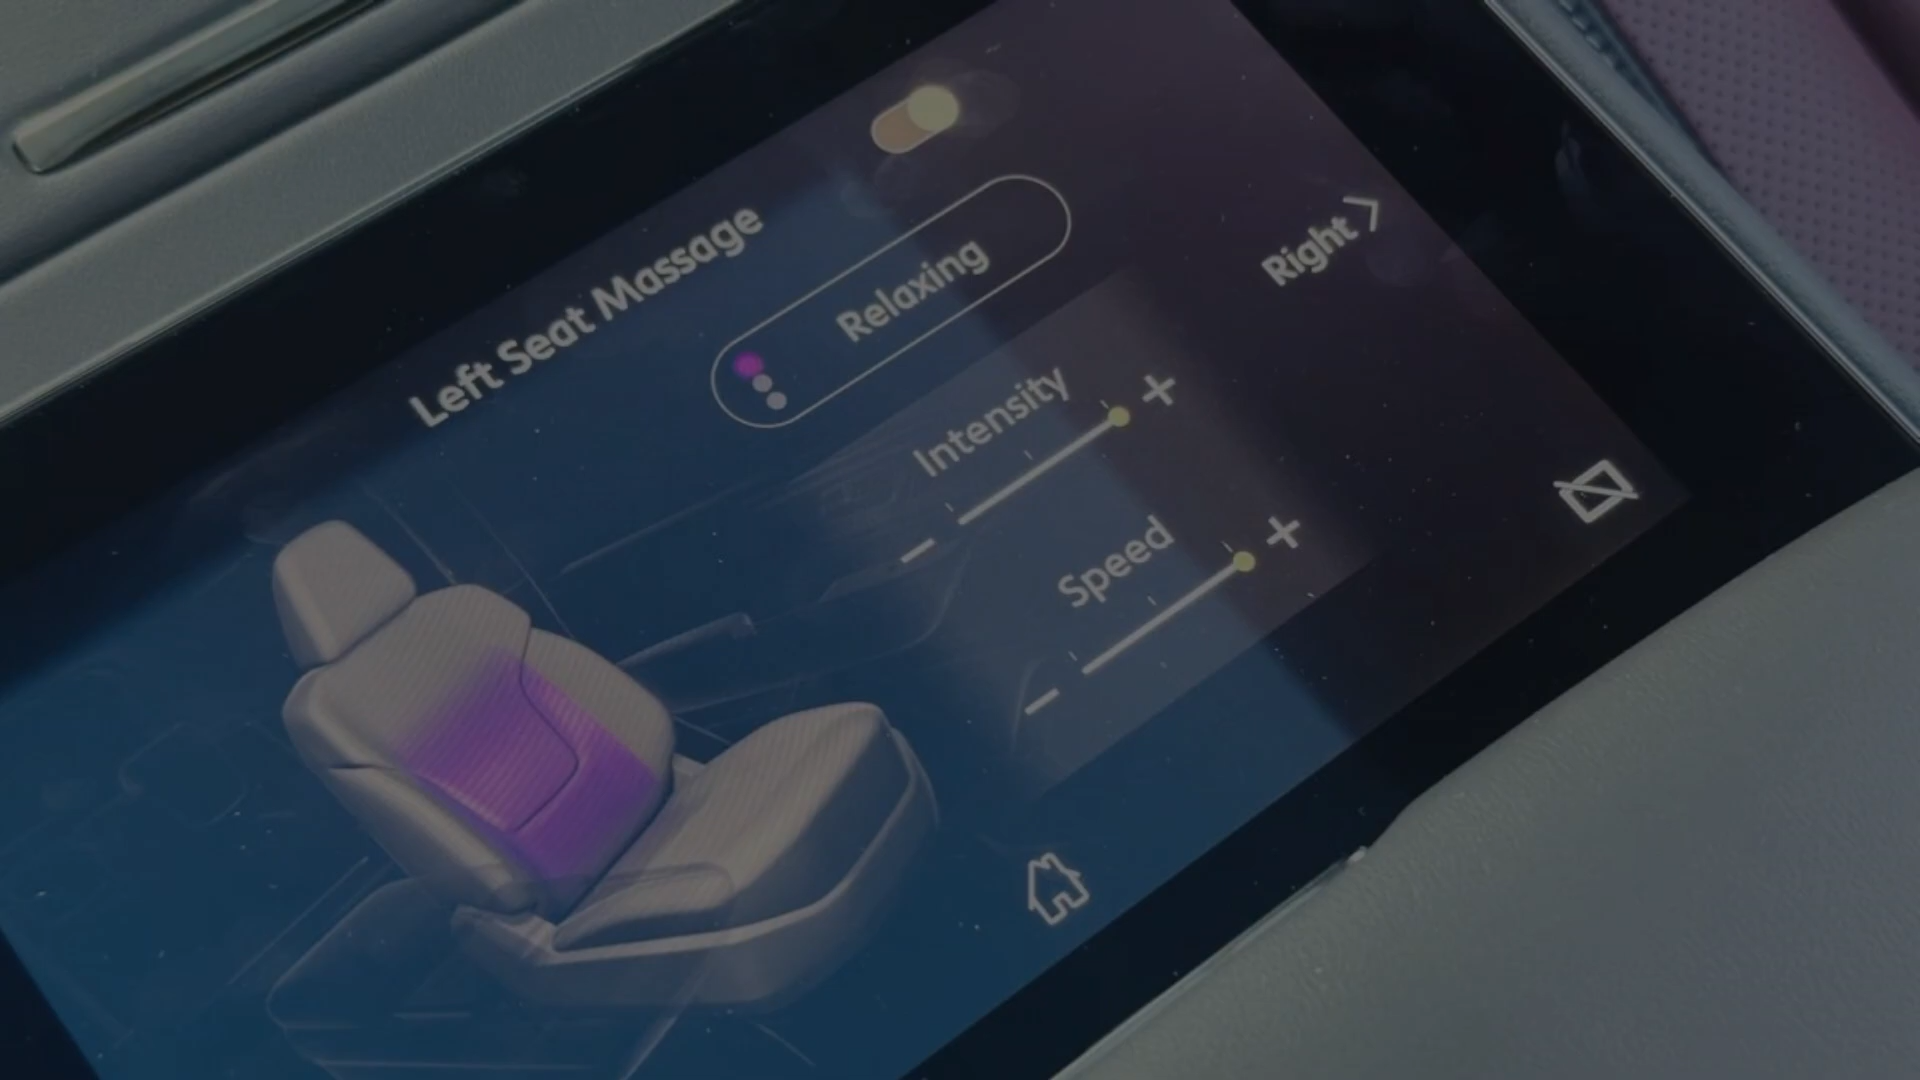 Left Seat Massage
Relaxing
Intensity
Speed
Right